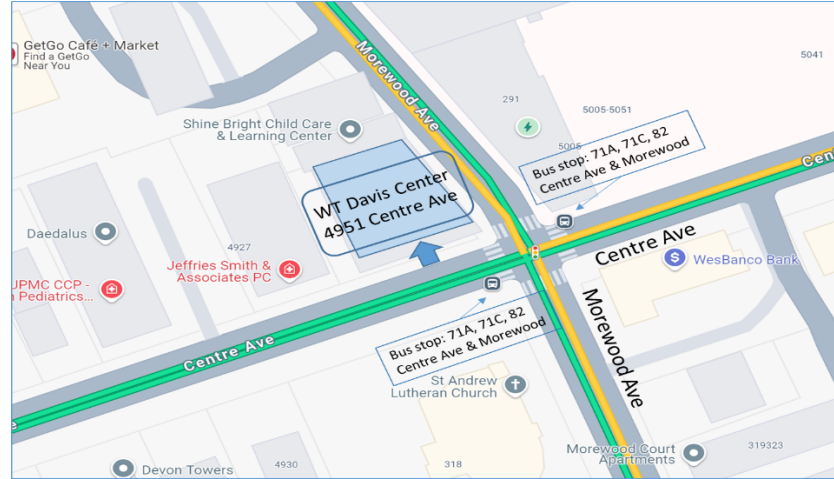 GetGo Café + Market
Find a GetGo
Near You
Morewood Ave
5041
291
5005-5051
Shine Bright Child Care
& Learning Center
5005
Bus stop: 71A, 71C, 82
Centre Ave & Morewood
WT Davis Center
4951 Centre Ave
Daedalus
4927
Jeffries Smith &
Associates PC
Centre Ave
WesBanco Bank
$
UPMC CCP -
Pediatrics...
Bus stop: 71A, 71C, 82
Centre Ave & Morewood
Morewood Ave
Centre Ave
St Andrew
Lutheran Church
Morewood Court
Apartments
319323
Devon Towers
4930
318